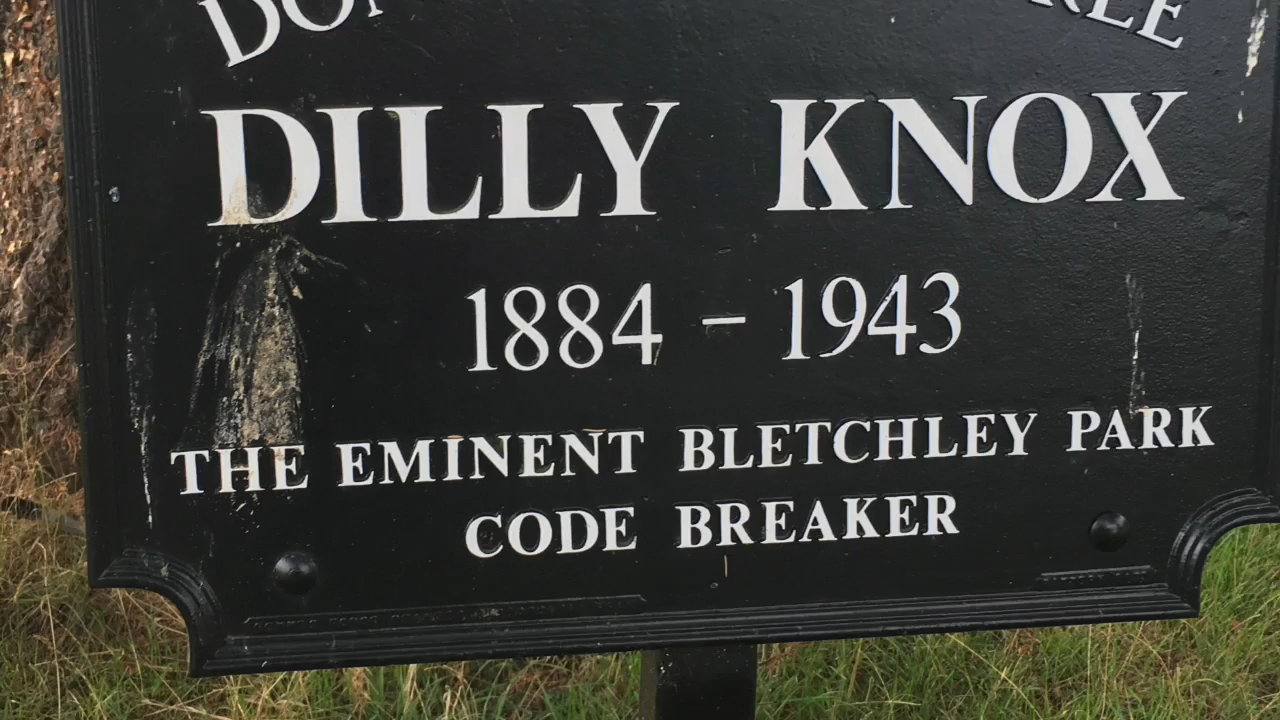 DILLY KNOX
1884 - 1943
THE EMINENT BLETCHLEY PARK
CODE BREAKER